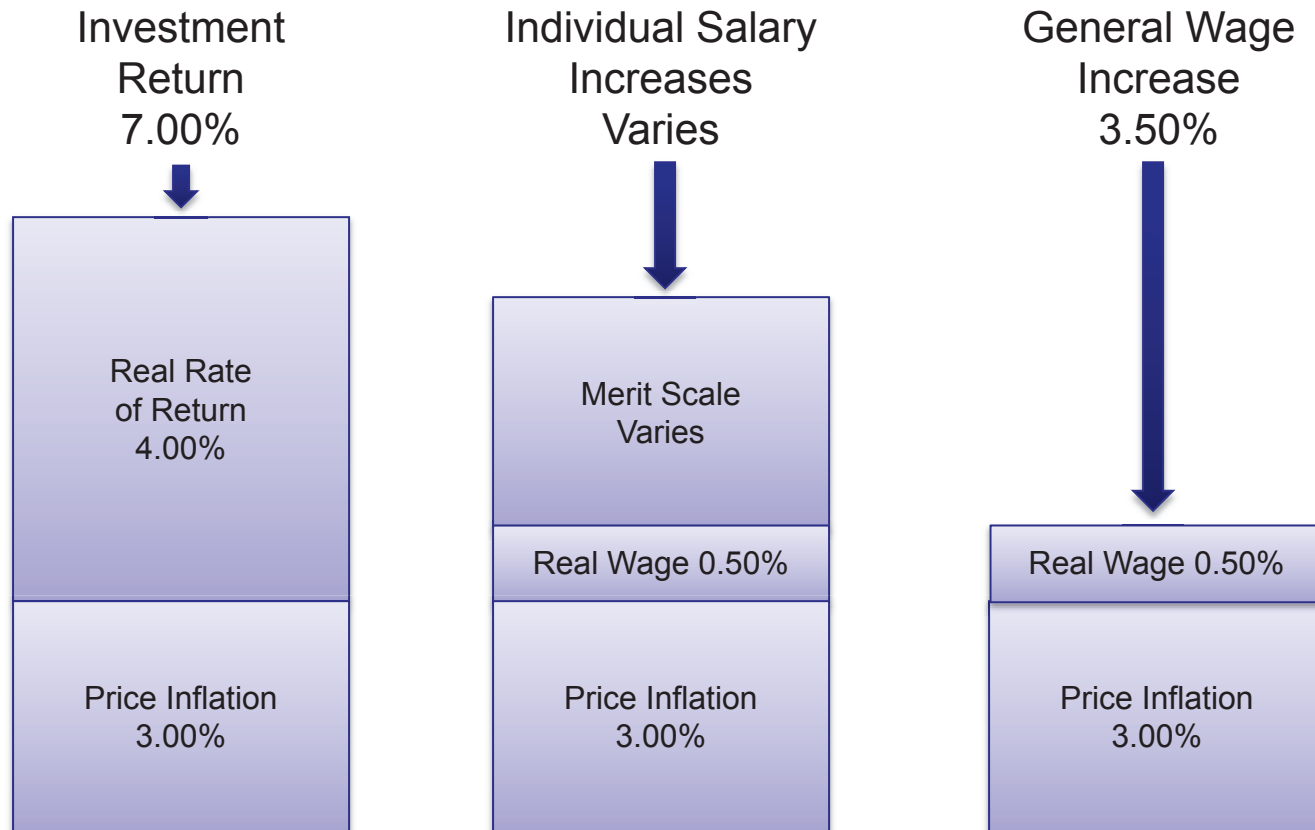 Investment
Return
7.00%
Real Rate
of Return
4.00%
Price Inflation
3.00%
Individual Salary
Increases
Varies
Merit Scale
Varies
Real Wage 0.50%
Price Inflation
3.00%
General Wage
Increase
3.50%
Real Wage 0.50%
Price Inflation
3.00%